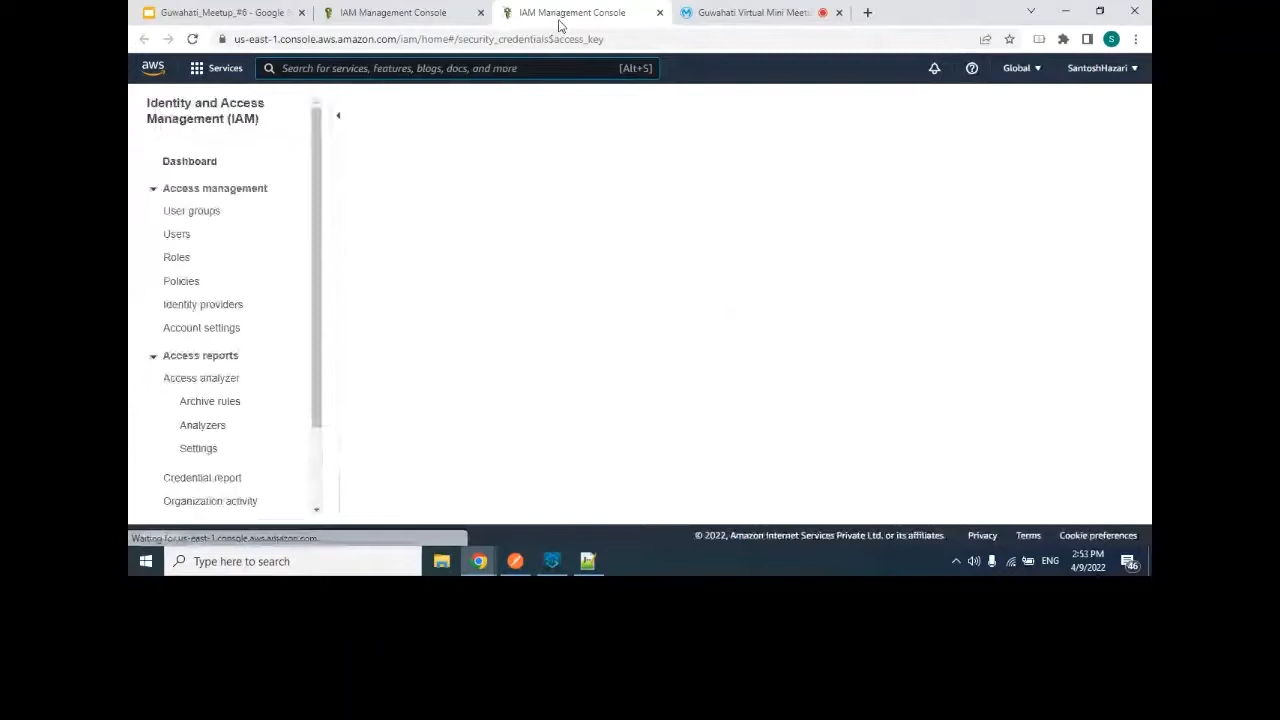 Guwahati_Meetup_#6 - Google
IAM Management Console
IAM Management Console
Guwahati Virtual Mini Meetu
us-east-1.console.aws.amazon.com/iam/home#/security_credentials$access_key
S
aws
Services
Search for services, features, blogs, docs, and more
[Alt+S]
Global
SantoshHazari
Identity and Access
Management (IAM)
Dashboard
Access management
User groups
Users
Roles
Policies
Identity providers
Account settings
Access reports
Access analyzer
Archive rules
Analyzers
Settings
Credential report
Organization activity
Waiting for us-east-1.console.aws.amazon.com...
© 2022, Amazon Internet Services Private Ltd. or its affiliates.
Privacy
Terms
Cookie preferences
Type here to search
ENG
2:53 PM
4/9/2022
46